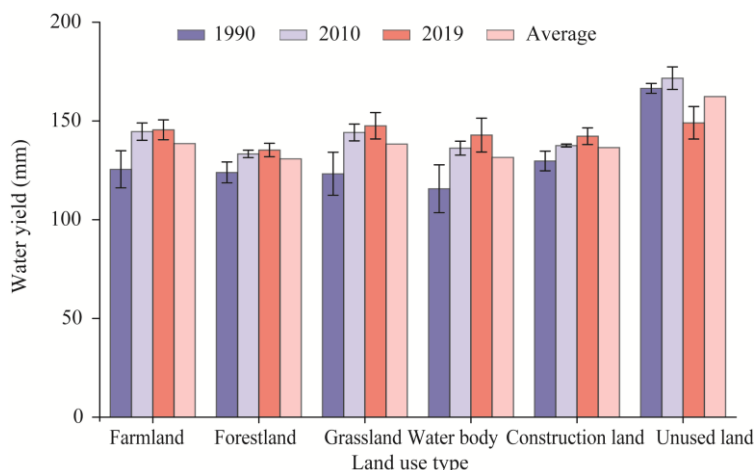 1990 2010 2019 Average
200
150
100
50
0
Water yield (mm)
Farmland Forestland Grassland Water body Construction land Unused land
Land use type